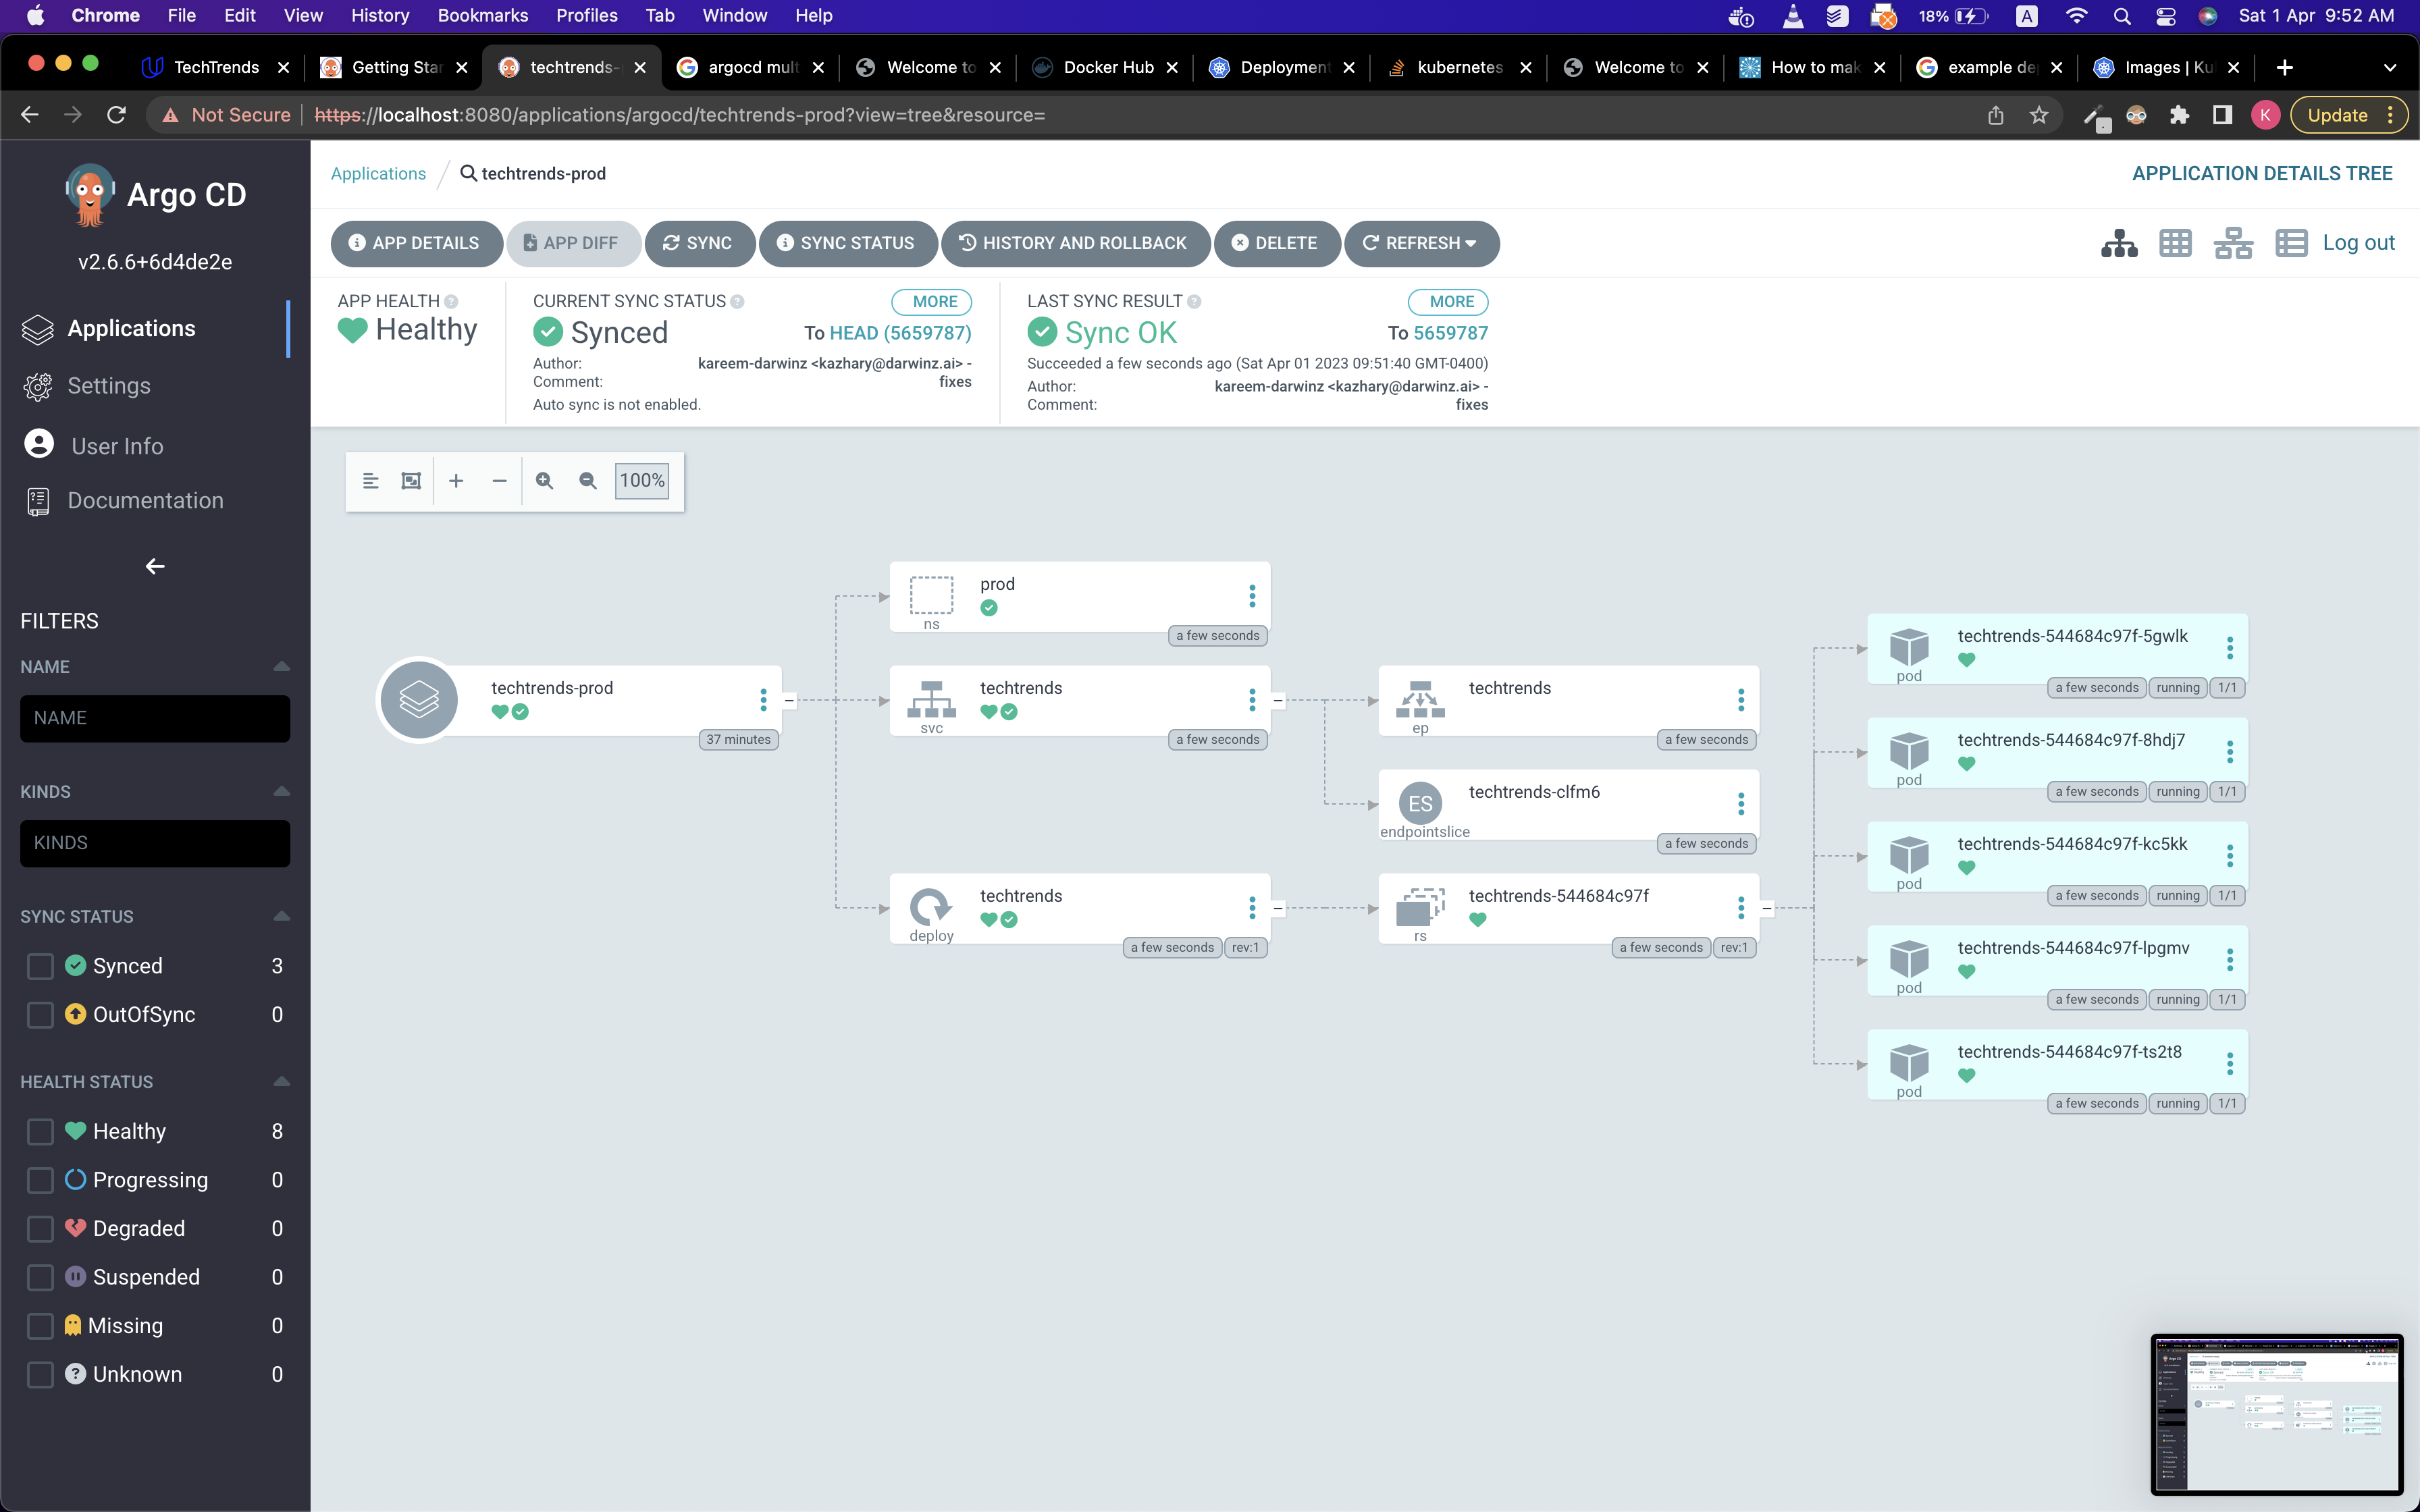 Chrome File Edit View History Bookmarks Profiles Tab Window Help 18% A Sat 1 Apr 9:52 AM
TechTrends Getting Star techtrends- argocd mult Welcome to Docker Hub Deployment kubernetes Welcome to How to mak example de Images | Ku
Not Secure https://localhost:8080/applications/argocd/techtrends-prod?view=tree&resource= K Update
Argo CD
v2.6.6+6d4de2e
Applications
Settings
User Info
Documentation
FILTERS
NAME
NAME
KINDS
KINDS
SYNC STATUS
Synced 3
OutOfSync 0
HEALTH STATUS
Healthy 8
Progressing 0
Degraded 0
Suspended 0
Missing 0
Unknown 0
Applications techtrends-prod APPLICATION DETAILS TREE
APP DETAILS APP DIFF SYNC SYNC STATUS HISTORY AND ROLLBACK DELETE REFRESH Log out
APP HEALTH
Healthy
CURRENT SYNC STATUS MORE
Synced To HEAD (5659787)
Author: kareem-darwinz <kazhary@darwinz.ai> -
Comment: fixes
Auto sync is not enabled.
LAST SYNC RESULT MORE
Sync OK To 5659787
Succeeded a few seconds ago (Sat Apr 01 2023 09:51:40 GMT-0400)
Author: kareem-darwinz <kazhary@darwinz.ai> -
Comment: fixes
100%
techtrends-prod
37 minutes
prod
ns
a few seconds
techtrends
svc
a few seconds
techtrends
deploy
a few seconds rev:1
techtrends
ep
a few seconds
ES techtrends-clfm6
endpointslice
a few seconds
techtrends-544684c97f
rs
a few seconds rev:1
techtrends-544684c97f-5gwlk
pod
a few seconds running 1/1
techtrends-544684c97f-8hdj7
pod
a few seconds running 1/1
techtrends-544684c97f-kc5kk
pod
a few seconds running 1/1
techtrends-544684c97f-lpgmv
pod
a few seconds running 1/1
techtrends-544684c97f-ts2t8
pod
a few seconds running 1/1